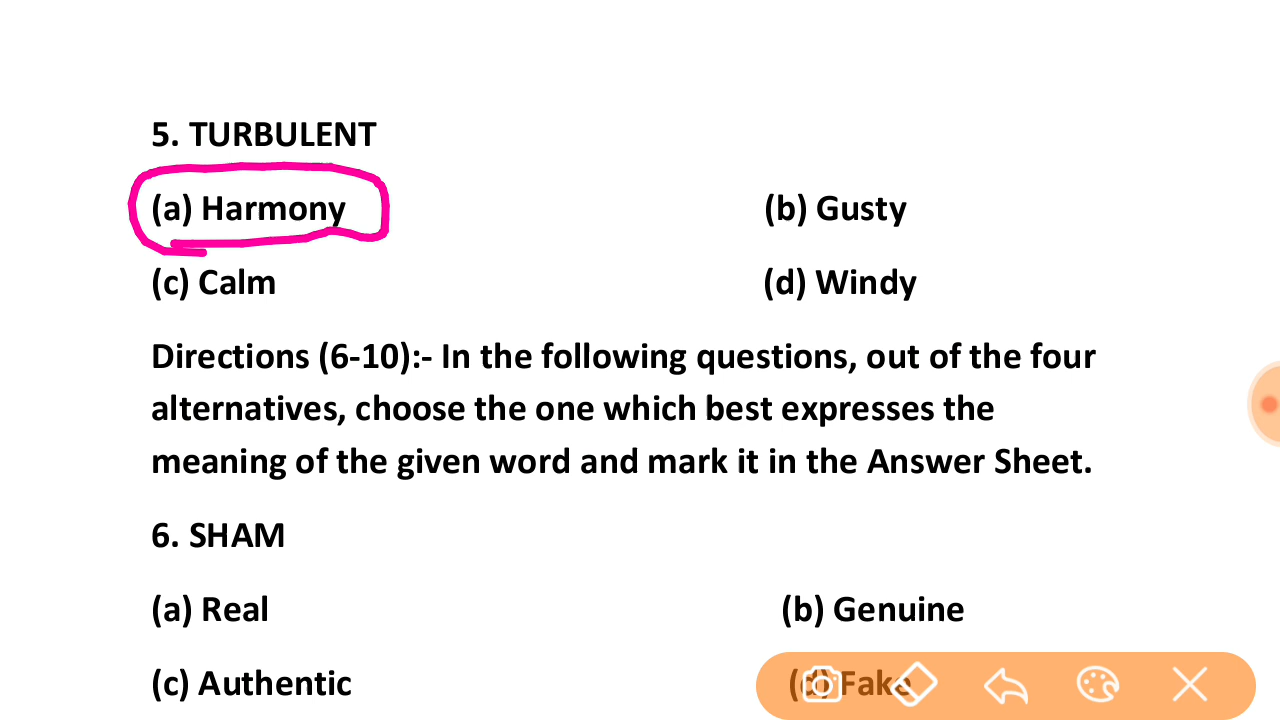 5. TURBULENT
(a) Harmony (b) Gusty
(c) Calm (d) Windy
Directions (6-10):- In the following questions, out of the four
alternatives, choose the one which best expresses the
meaning of the given word and mark it in the Answer Sheet.
6. SHAM
(a) Real (b) Genuine
(c) Authentic (d) Fake